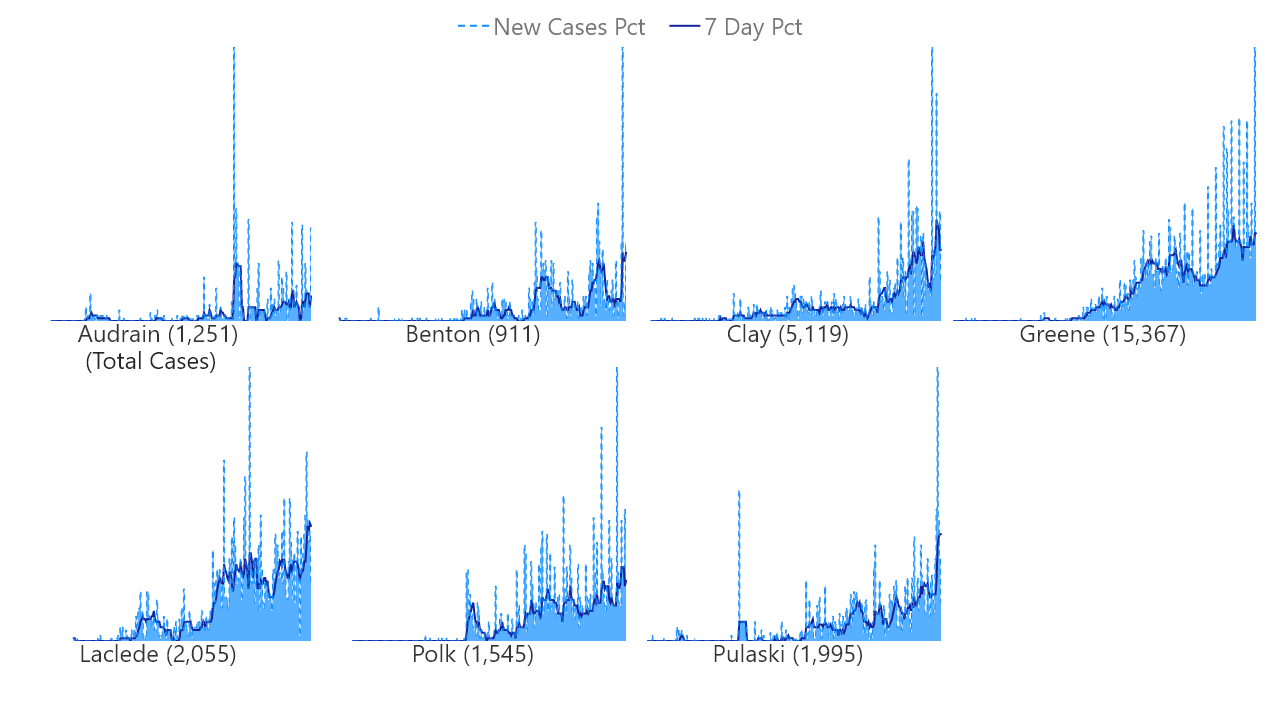 New Cases Pct 7 Day Pct
Audrain (1,251) Benton (911) Clay (5,119) Greene (15,367)
(Total Cases)
Laclede (2,055) Polk (1,545) Pulaski (1,995)